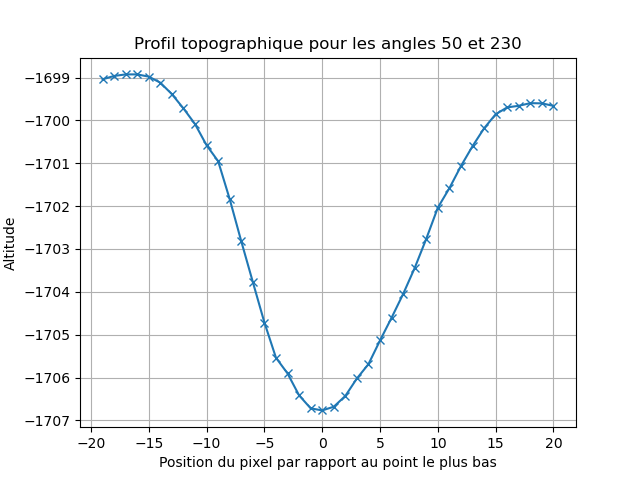 Profil topographique pour les angles 50 et 230
−1699
−1700
−1701
−1702
−1703
−1704
−1705
−1706
−1707
Altitude
−20 −15 −10 −5 0 5 10 15 20
Position du pixel par rapport au point le plus bas